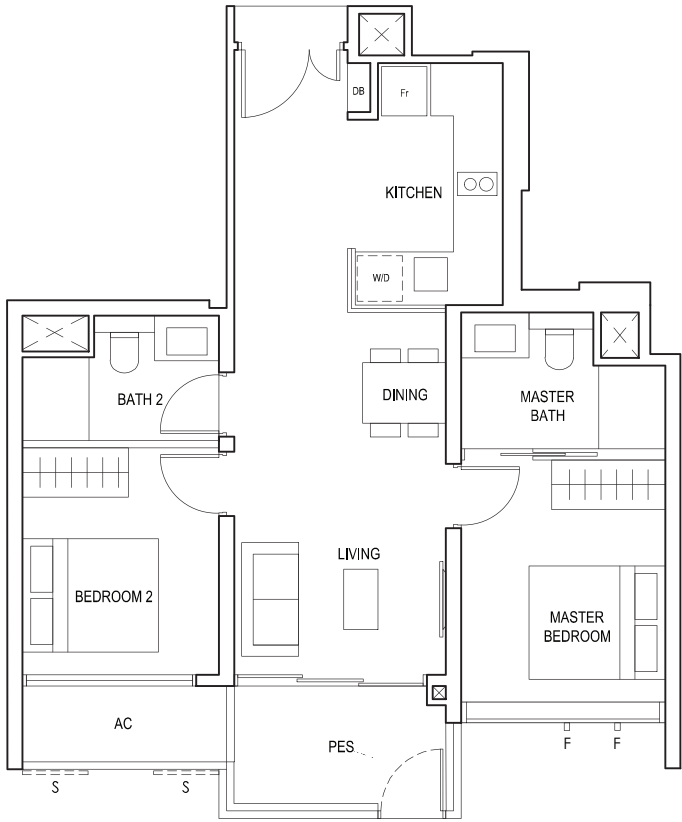 DB
Fr
KITCHEN
W/D
DINING
BATH 2
MASTER
BATH
LIVING
BEDROOM 2
MASTER
BEDROOM
AC
PES
F
F
S
S